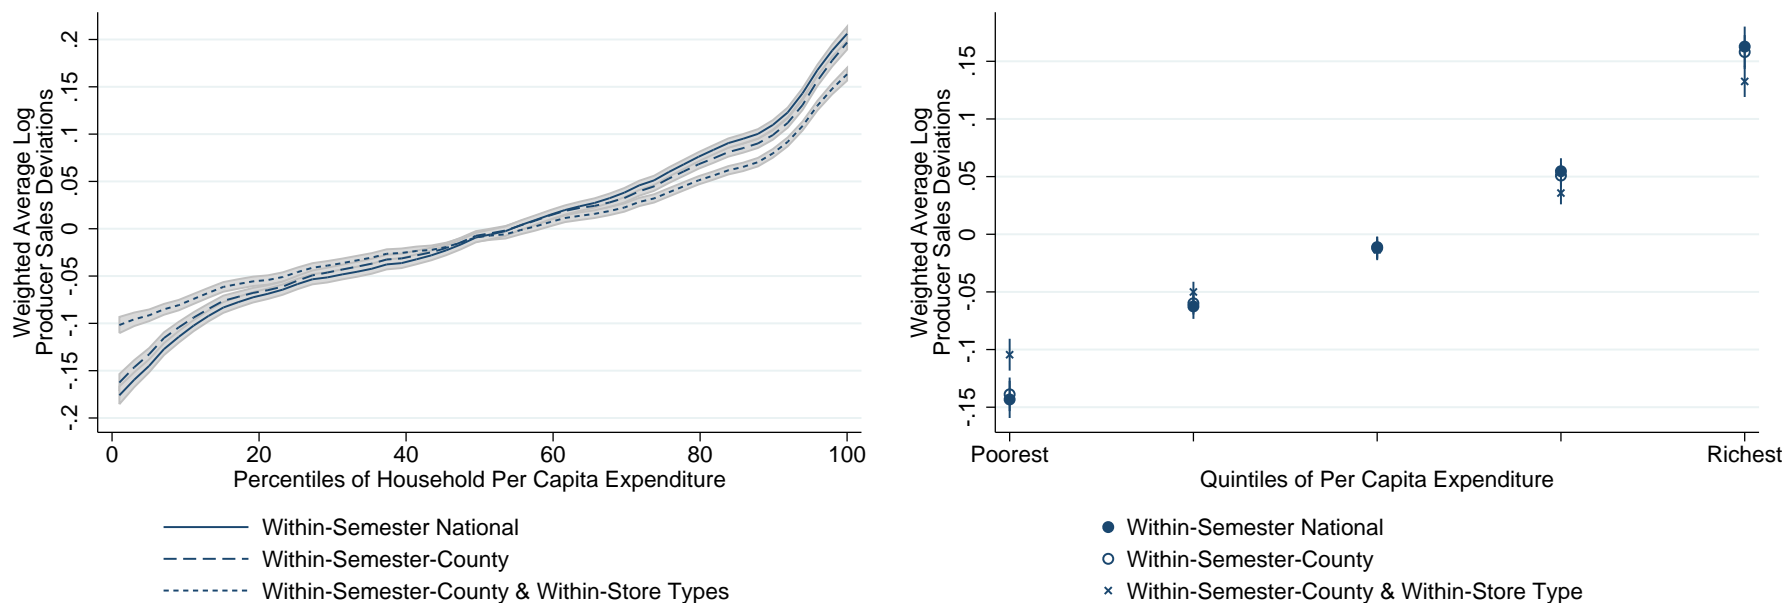 Weighted Average Log
Producer Sales Deviations
.2
.15
.1
.05
0
-.05
-.1
-.15
-.2
0 20 40 60 80 100
Percentiles of Household Per Capita Expenditure
Within-Semester National
Within-Semester-County
Within-Semester-County & Within-Store Types
Weighted Average Log
Producer Sales Deviations
.15
.1
.05
0
-.05
-.1
-.15
Poorest Richest
Quintiles of Per Capita Expenditure
Within-Semester National
Within-Semester-County
Within-Semester-County & Within-Store Type